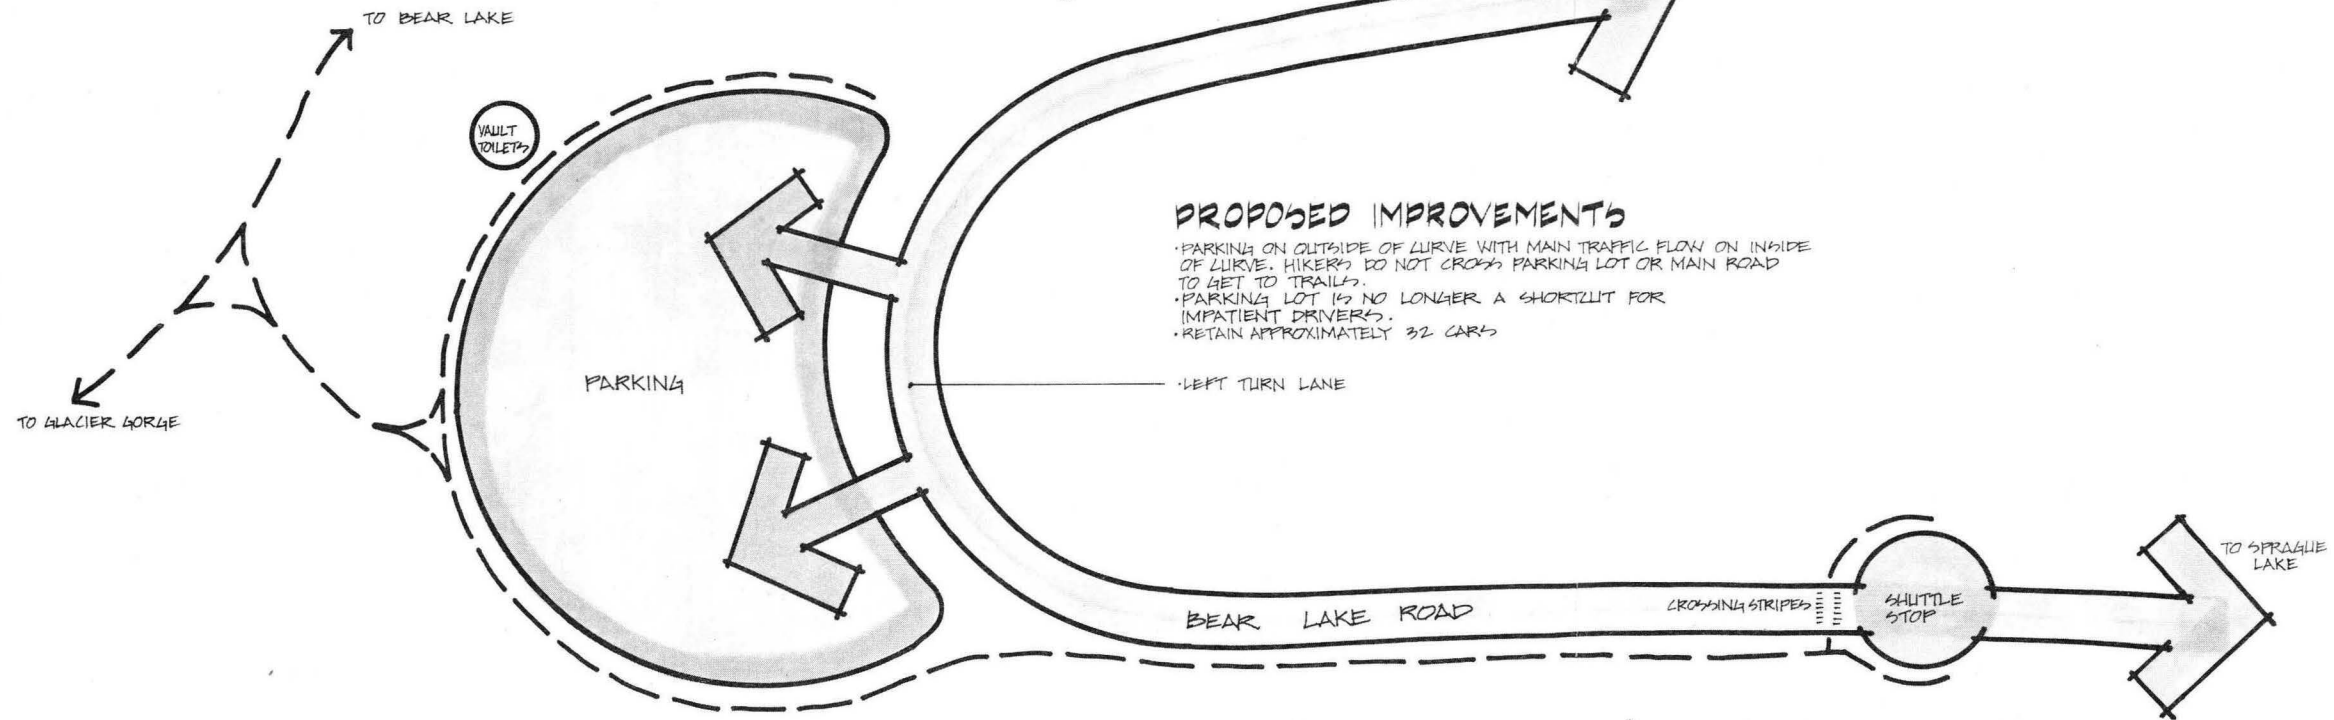 TO BEAR LAKE
VAULT
TOILETS
PROPOSED IMPROVEMENTS
·PARKING ON OUTSIDE OF CURVE WITH MAIN TRAFFIC FLOW ON INSIDE
OF CURVE. HIKERS DO NOT CROSS PARKING LOT OR MAIN ROAD
TO GET TO TRAILS.
·PARKING LOT IS NO LONGER A SHORTCUT FOR
IMPATIENT DRIVERS.
·RETAIN APPROXIMATELY 32 CARS
PARKING
·LEFT TURN LANE
TO GLACIER GORGE
TO SPRAGUE
LAKE
BEAR LAKE ROAD
CROSSING STRIPES
SHUTTLE
STOP